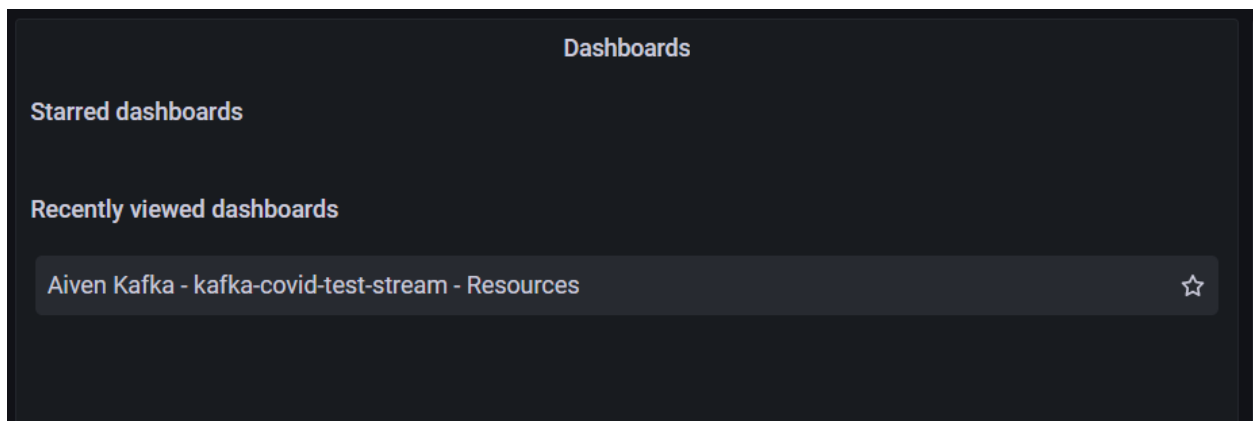 Dashboards
Starred dashboards
Recently viewed dashboards
Aiven Kafka - kafka-covid-test-stream - Resources